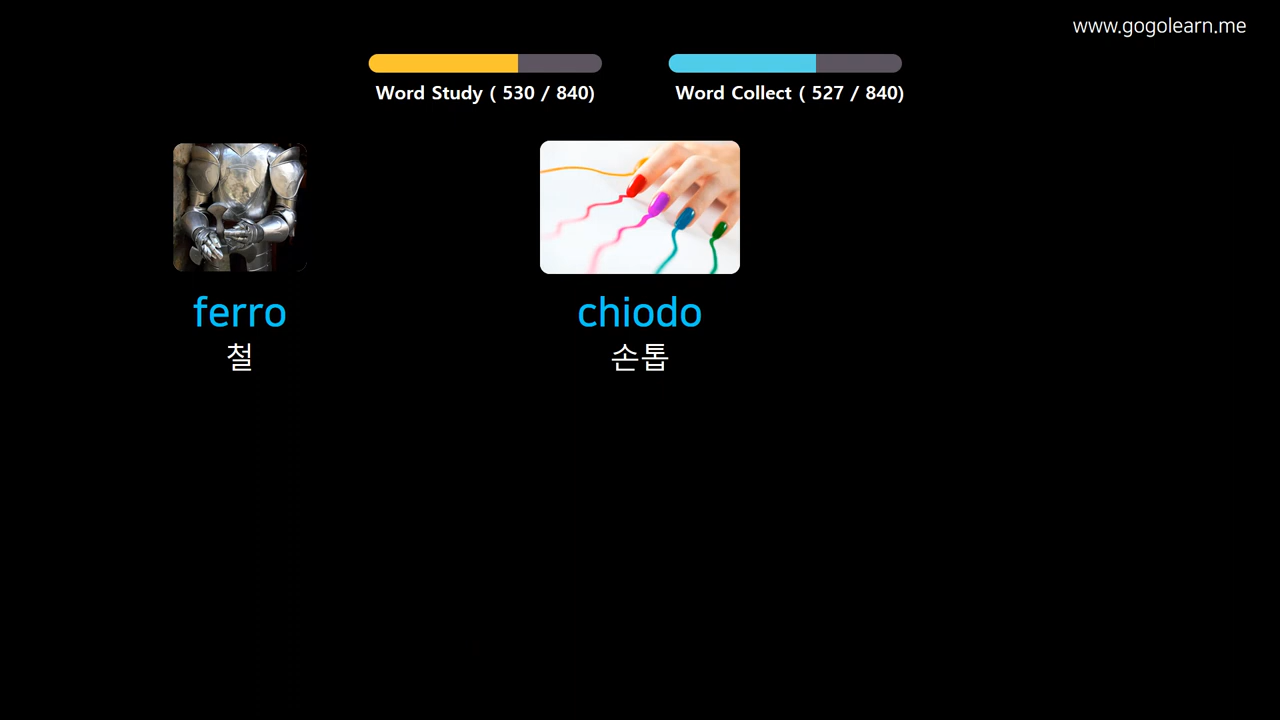 www.gogolearn.me
Word Study ( 530 / 840)
Word Collect ( 527 / 840)
ferro
철
chiodo
손톱